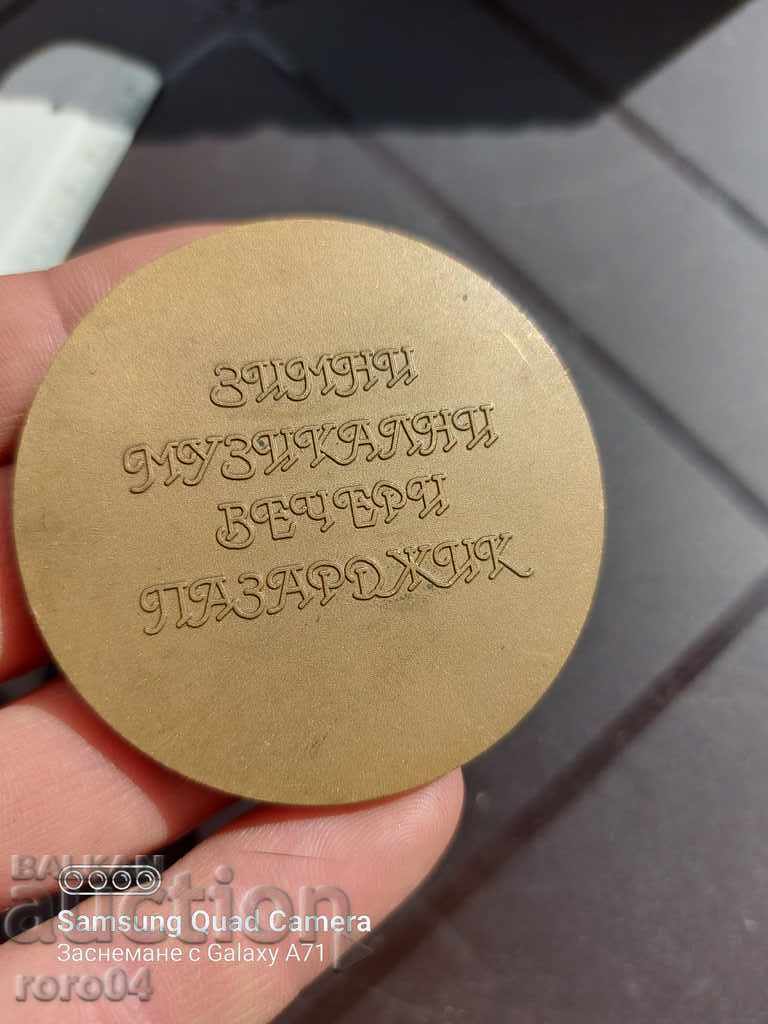 ЗИМНИ
МУЗИКАЛНИ
ВЕЧЕРИ
ПАЗАРДЖИК
BALKAN
auction
Samsung Quad Camera
Заснемане с Galaxy A71
roro04